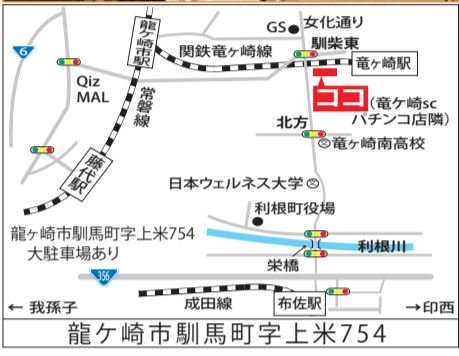 龍ケ崎市駅
GS
女化通り
馴柴東
関鉄竜ヶ崎線
竜ヶ崎駅
6
Qiz
MAL
常磐線
ココ
(竜ケ崎sc
パチンコ店隣)
北方
竜ヶ崎南高校
藤代駅
日本ウェルネス大学
利根町役場
龍ヶ崎市馴馬町字上米754
大駐車場あり
利根川
栄橋
356
← 我孫子
成田線
布佐駅
→印西
龍ケ崎市馴馬町字上米754